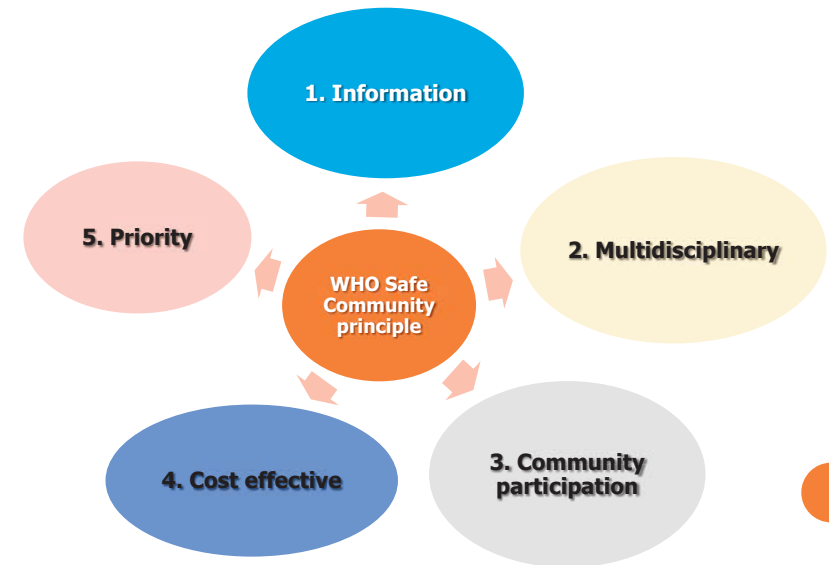 1. Information
2. Multidisciplinary
3. Community
participation
4. Cost effective
5. Priority
WHO Safe
Community
principle